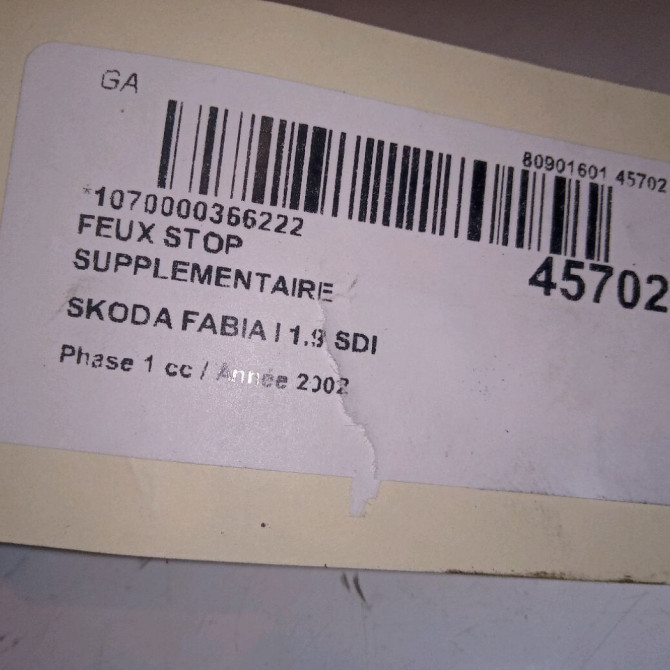 GA
80901601 45702
*1070000366222
45702
FEUX STOP
SUPPLEMENTAIRE
SKODA FABIA I 1.9 SDI
Phase 1 cc / Année 2002